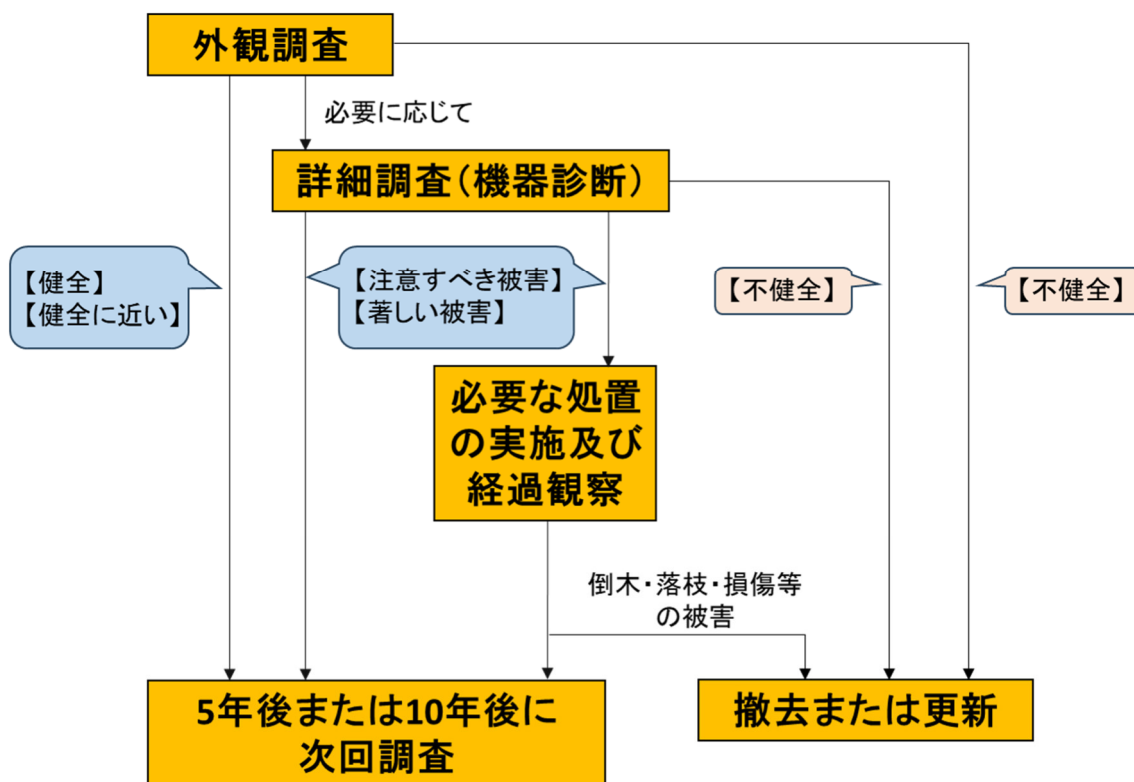 外観調査
必要に応じて
詳細調査（機器診断）
【健全】
【健全に近い】
【注意すべき被害】
【著しい被害】
【不健全】
【不健全】
必要な処置
の実施及び
経過観察
倒木・落枝・損傷等
の被害
5年後または10年後に
次回調査
撤去または更新